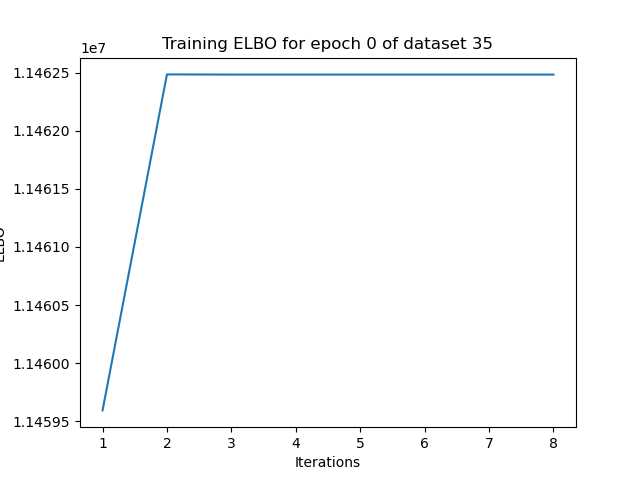 Training ELBO for epoch 0 of dataset 35
1e7
1.14625
1.14620
1.14615
1.14610
1.14605
1.14600
1.14595
ELBO
1 2 3 4 5 6 7 8
Iterations